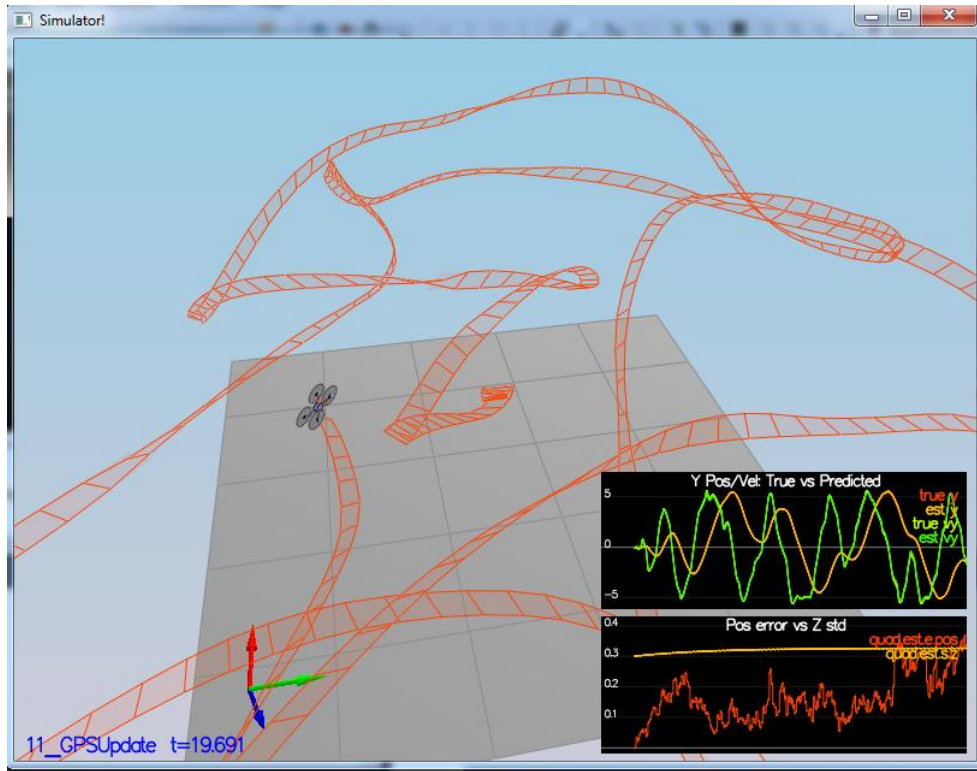 Simulator!
Y Pos/Vel: True vs Predicted
true y
est y
true vy
est vy
5
0
-5
Pos error vs Z std
quad.est.e.pos
quad.est.s.z
0.4
0.3
0.2
0.1
11_GPSUpdate t=19.691